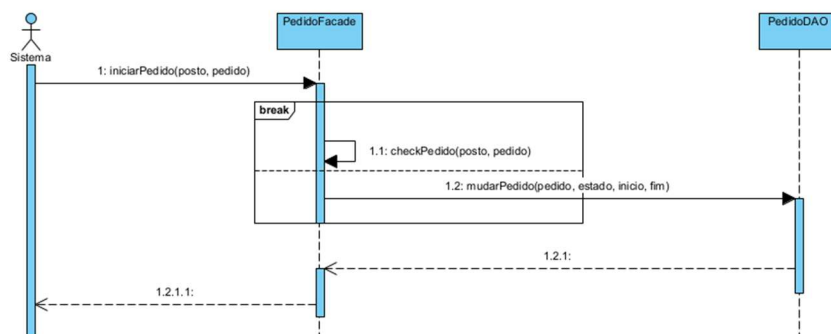 PedidoFacade
PedidoDAO
Sistema
1: iniciarPedido(posto, pedido)
break
1.1: checkPedido(posto, pedido)
1.2: mudarPedido(pedido, estado, inicio, fim)
1.2.1:
1.2.1.1: